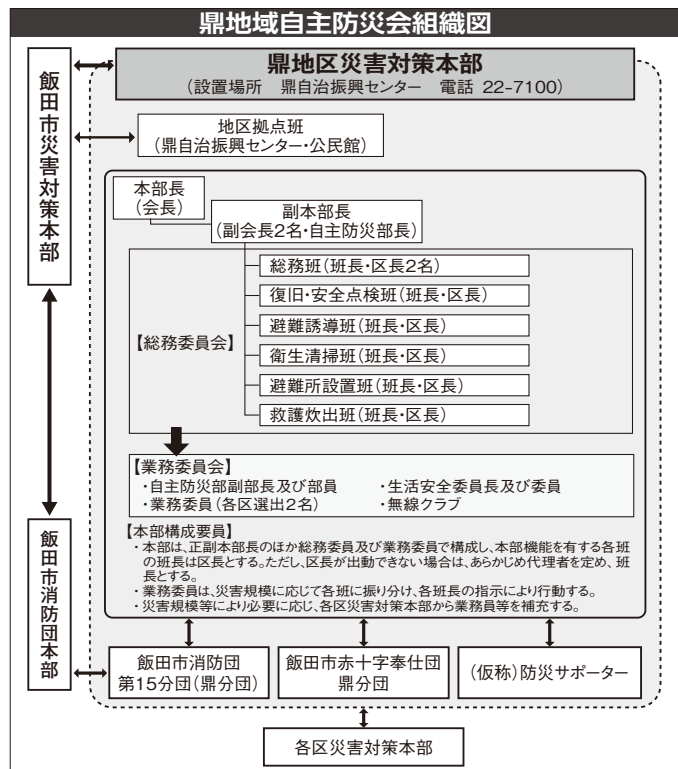 鼎地域自主防災会組織図
飯田市災害対策本部
鼎地区災害対策本部
(設置場所 鼎自治振興センター 電話 22-7100)
地区拠点班
(鼎自治振興センター・公民館)
本部長
(会長)
副本部長
(副会長2名・自主防災部長)
【総務委員会】
総務班(班長・区長2名)
復旧・安全点検班(班長・区長)
避難誘導班(班長・区長)
衛生清掃班(班長・区長)
避難所設置班(班長・区長)
救護炊出班(班長・区長)
【業務委員会】
・自主防災部副部長及び部員 ・生活安全委員長及び委員
・業務委員(各区選出2名) ・無線クラブ
【本部構成要員】
・本部は、正副本部長のほか総務委員及び業務委員で構成し、本部機能を有する各班
の班長は区長とする。ただし、区長が出動できない場合は、あらかじめ代理者を定め、班
長とする。
・業務委員は、災害規模に応じて各班に振り分け、各班長の指示により行動する。
・災害規模等により必要に応じ、各区災害対策本部から業務員等を補充する。
飯田市消防団本部
飯田市消防団
第15分団(鼎分団)
飯田市赤十字奉仕団
鼎分団
(仮称)防災サポーター
各区災害対策本部